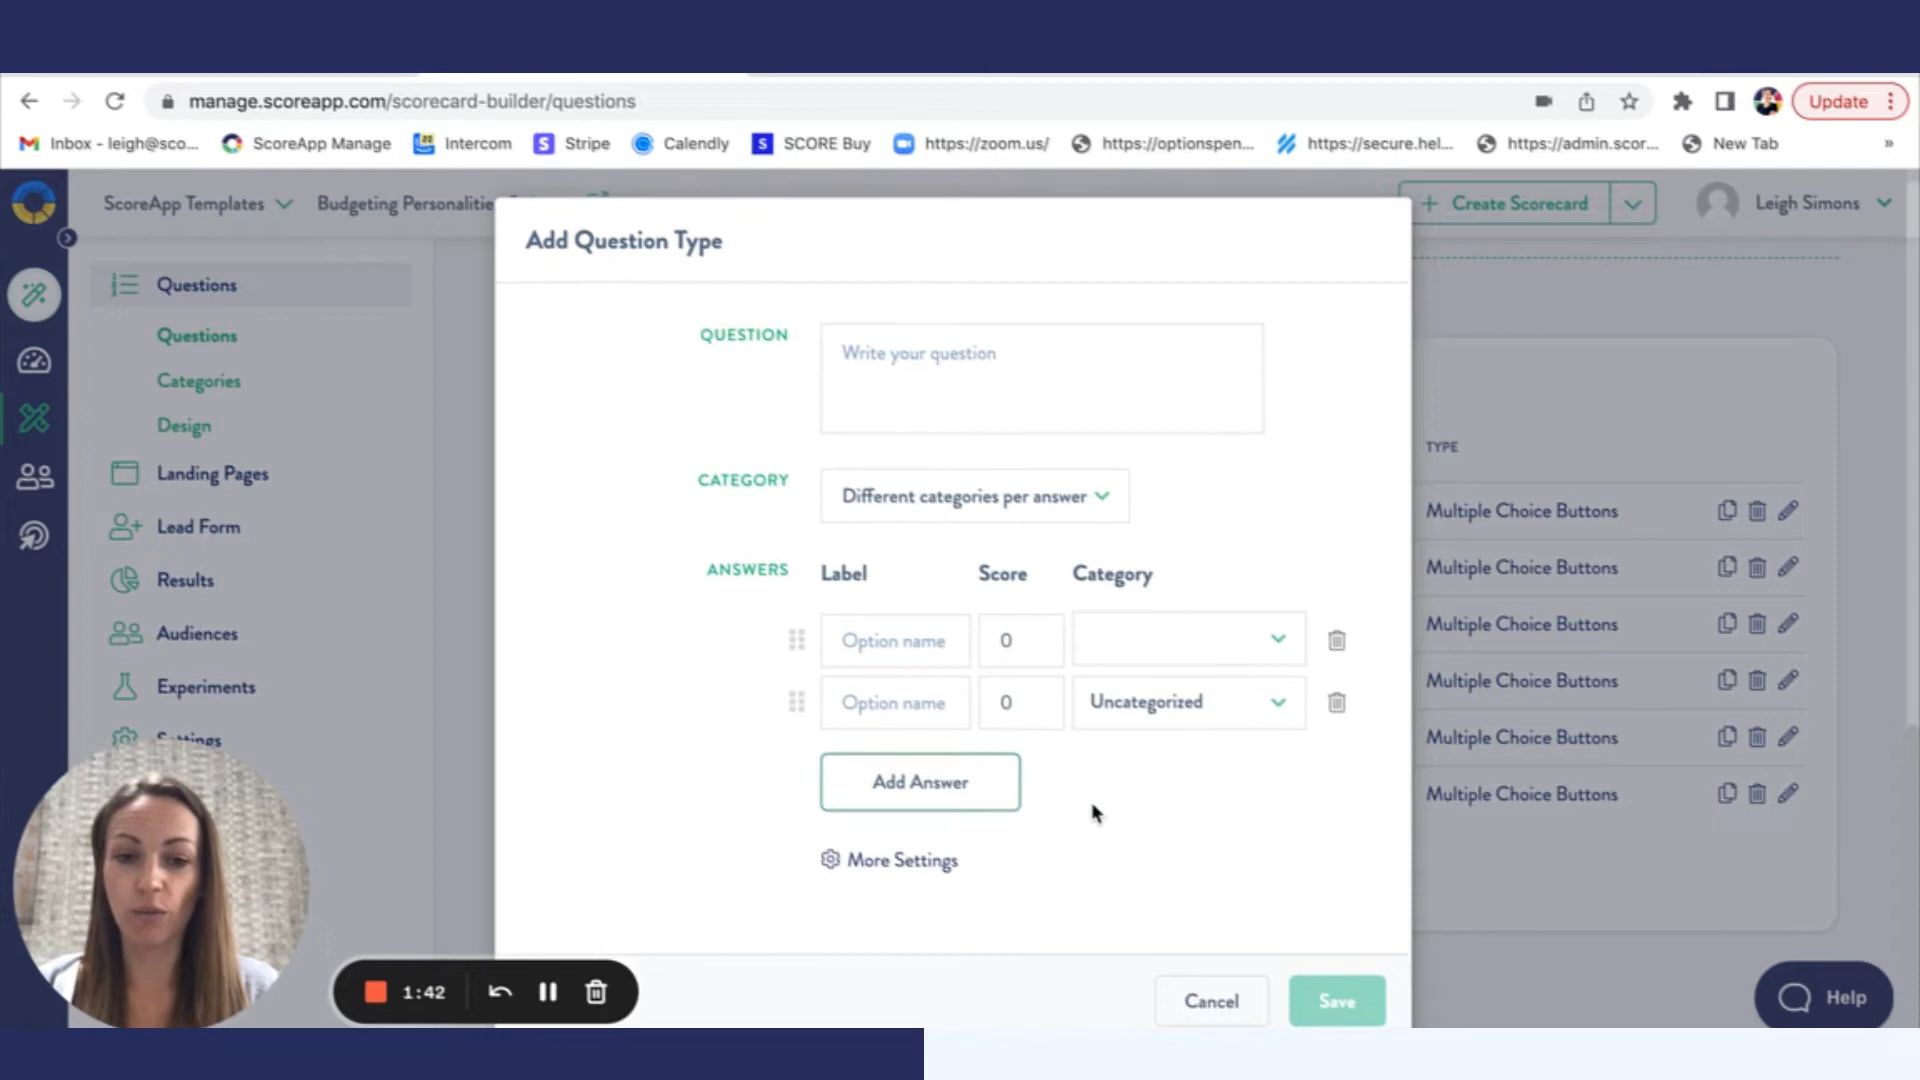 manage.scoreapp.com/scorecard-builder/questions
Update
Inbox - leigh@sco...
ScoreApp Manage
20
Intercom
S
Stripe
Calendly
S
SCORE Buy
https://zoom.us/
https://optionspen...
https://secure.hel...
https://admin.scor...
New Tab
»
ScoreApp Templates
Budgeting Personalitie
+ Create Scorecard
Leigh Simons
Questions
Questions
Categories
Design
Landing Pages
Lead Form
Results
Audiences
Experiments
Settings
Add Question Type
QUESTION
Write your question
CATEGORY
Different categories per answer
ANSWERS
Label
Score
Category
Option name
0
Option name
0
Uncategorized
Add Answer
More Settings
Cancel
Save
TYPE
Multiple Choice Buttons
Multiple Choice Buttons
Multiple Choice Buttons
Multiple Choice Buttons
Multiple Choice Buttons
Multiple Choice Buttons
1:42
Help